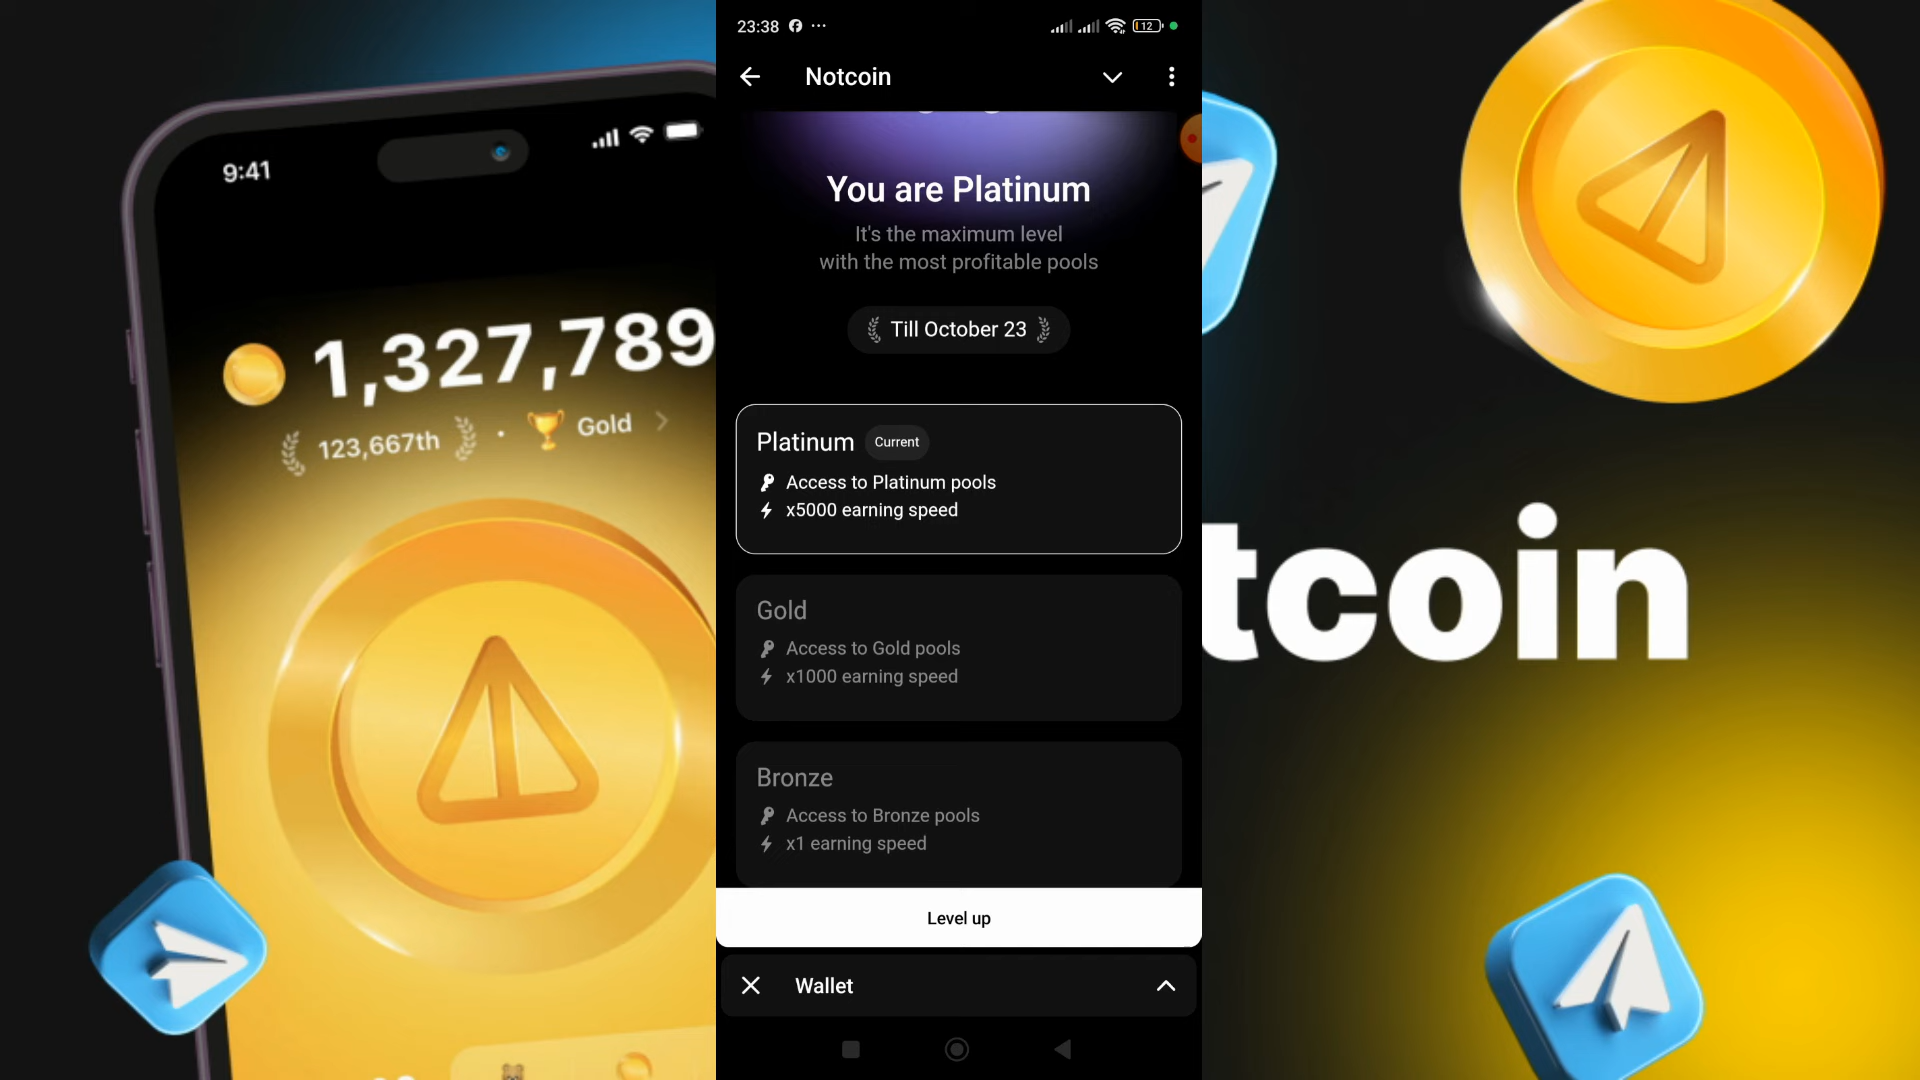 9:41
1,327,789
123,667th · Gold
23:38
12
Notcoin
You are Platinum
It's the maximum level
with the most profitable pools
Till October 23
Platinum Current
Access to Platinum pools
x5000 earning speed
Gold
Access to Gold pools
x1000 earning speed
Bronze
Access to Bronze pools
x1 earning speed
Level up
Wallet
tcoin